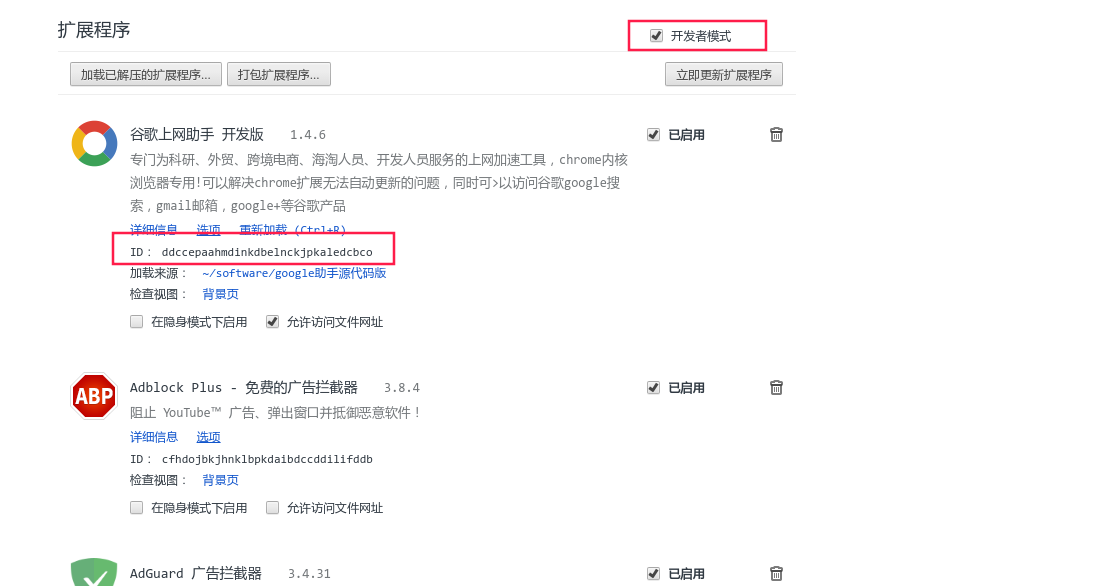 扩展程序
开发者模式
加载已解压的扩展程序... 打包扩展程序... 立即更新扩展程序
谷歌上网助手 开发版 1.4.6 已启用
专门为科研、外贸、跨境电商、海淘人员、开发人员服务的上网加速工具，chrome内核
浏览器专用!可以解决chrome扩展无法自动更新的问题，同时可>以访问谷歌google搜
索，gmail邮箱，google+等谷歌产品
详细信息 选项 重新加载 (Ctrl+R)
ID： ddccepaahmdinkdbelnckjpkaledcbco
加载来源： ~/software/google助手源代码版
检查视图： 背景页
在隐身模式下启用 允许访问文件网址
ABP
Adblock Plus - 免费的广告拦截器 3.8.4 已启用
阻止 YouTube™ 广告、弹出窗口并抵御恶意软件！
详细信息 选项
ID： cfhdojbkjhnklbpkdaibdccddilifddb
检查视图： 背景页
在隐身模式下启用 允许访问文件网址
AdGuard 广告拦截器 3.4.31 已启用